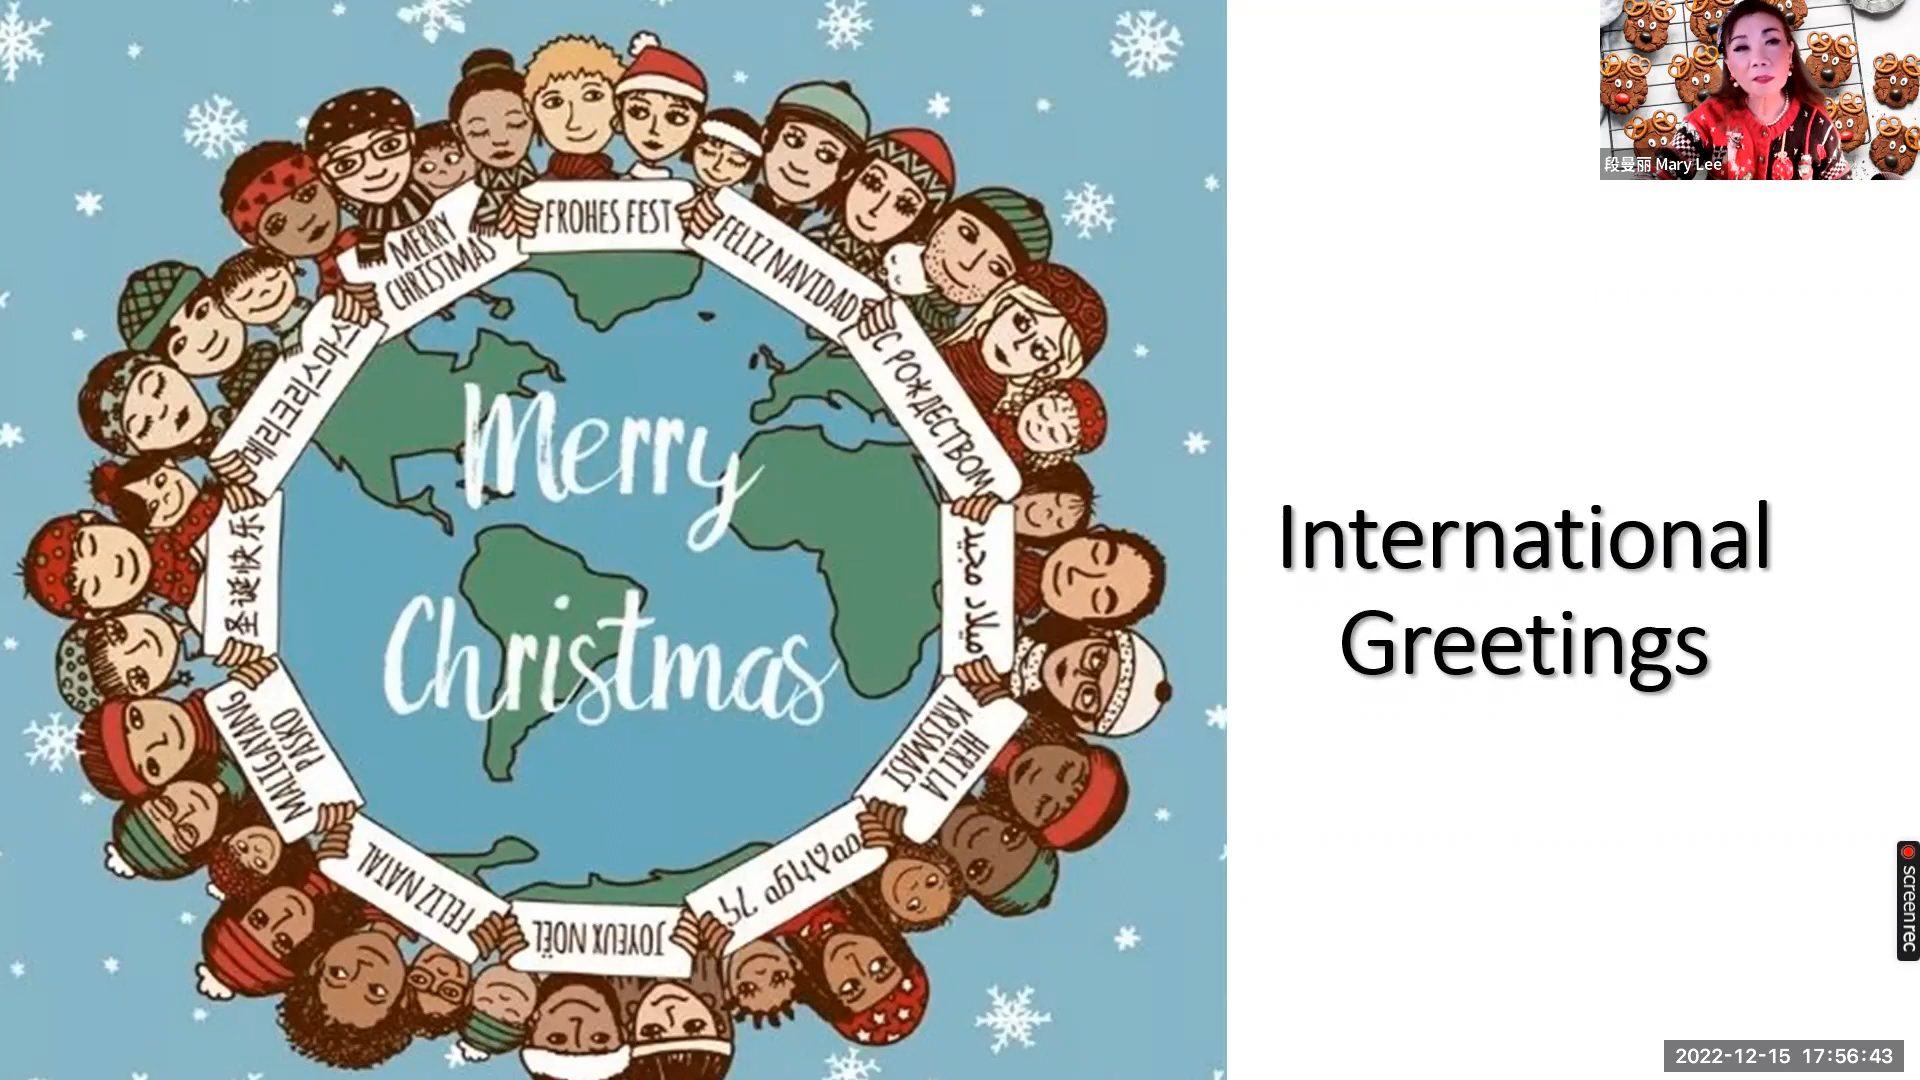 MERRY
CHRISTMAS
FROHES FEST
FELIZ NAVIDAD
С РОЖДЕСТВОМ
ميلاد مجيد
HERI LA
KRISMASI
JOYEUX NOËL
FELIZ NATAL
MALIGAYANG
PASKO
圣诞快乐
메리크리스마스
Merry
Christmas
International
Greetings
段曼丽 Mary Lee
screenrec
2022-12-15 17:56:43